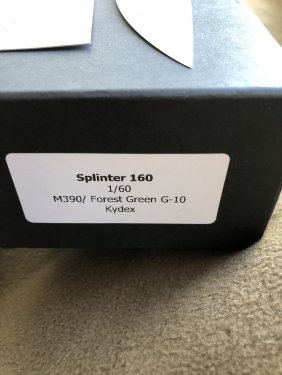 Splinter 160
1/60
M390/ Forest Green G-10
Kydex